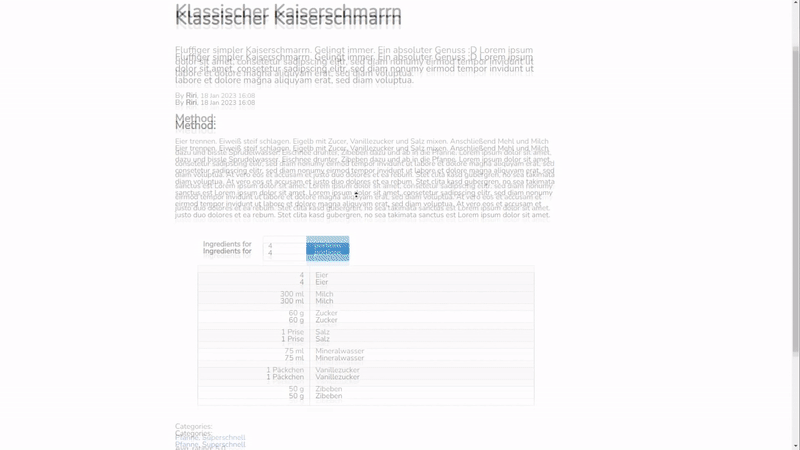 Klassischer Kaiserschmarrn
Fluffiger simpler Kaiserschmarrn. Gelingt immer. Ein absoluter Genuss :D Lorem ipsum
dolor sit amet, consetetur sadipscing elitr, sed diam nonumy eirmod tempor invidunt ut
labore et dolore magna aliquyam erat, sed diam voluptua.
By Riri, 18 Jan 2023 16:08
Method:
Eier trennen. Eiweiß steif schlagen. Eigelb mit Zucer, Vanillezucker und Salz mixen. Anschließend Mehl und Milch
dazu und bissle Sprudelwasser. Eischnee drunter, Zibeben dazu und ab in die Pfanne. Lorem ipsum dolor sit amet,
consetetur sadipscing elitr, sed diam nonumy eirmod tempor invidunt ut labore et dolore magna aliquyam erat, sed diam
voluptua. At vero eos et accusam et justo duo dolores et ea rebum. Stet clita kasd gubergren, no sea takimata
sanctus est Lorem ipsum dolor sit amet. Lorem ipsum dolor sit amet, consetetur sadipscing elitr, sed diam nonumy
eirmod tempor invidunt ut labore et dolore magna aliquyam erat, sed diam voluptua. At vero eos et accusam et
justo duo dolores et ea rebum. Stet clita kasd gubergren, no sea takimata sanctus est Lorem ipsum dolor sit amet.
Ingredients for 4 portions
4 Eier
300 ml Milch
60 g Zucker
1 Prise Salz
75 ml Mineralwasser
1 Päckchen Vanillezucker
50 g Zibeben
Categories:
Pfanne, Superschnell